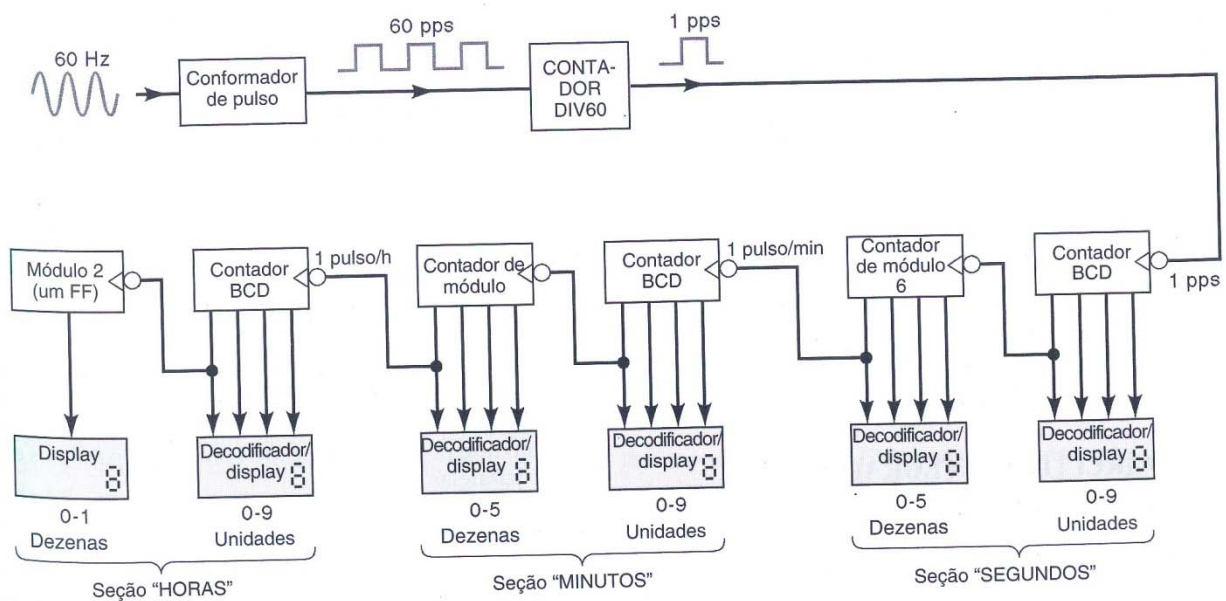 60 Hz
Conformador
de pulso
60 pps
CONTA-
DOR
DIV60
1 pps
Módulo 2
(um FF)
Contador
BCD
1 pulso/h
Contador de
módulo
Contador
BCD
1 pulso/min
Contador
de módulo
6
Contador
BCD
1 pps
Display
8
Decodificador/
display 8
Decodificador/
display 8
Decodificador/
display 8
Decodificador/
display 8
Decodificador/
display 8
0-1
Dezenas
0-9
Unidades
0-5
Dezenas
0-9
Unidades
0-5
Dezenas
0-9
Unidades
Seção "HORAS"
Seção "MINUTOS"
Seção "SEGUNDOS"